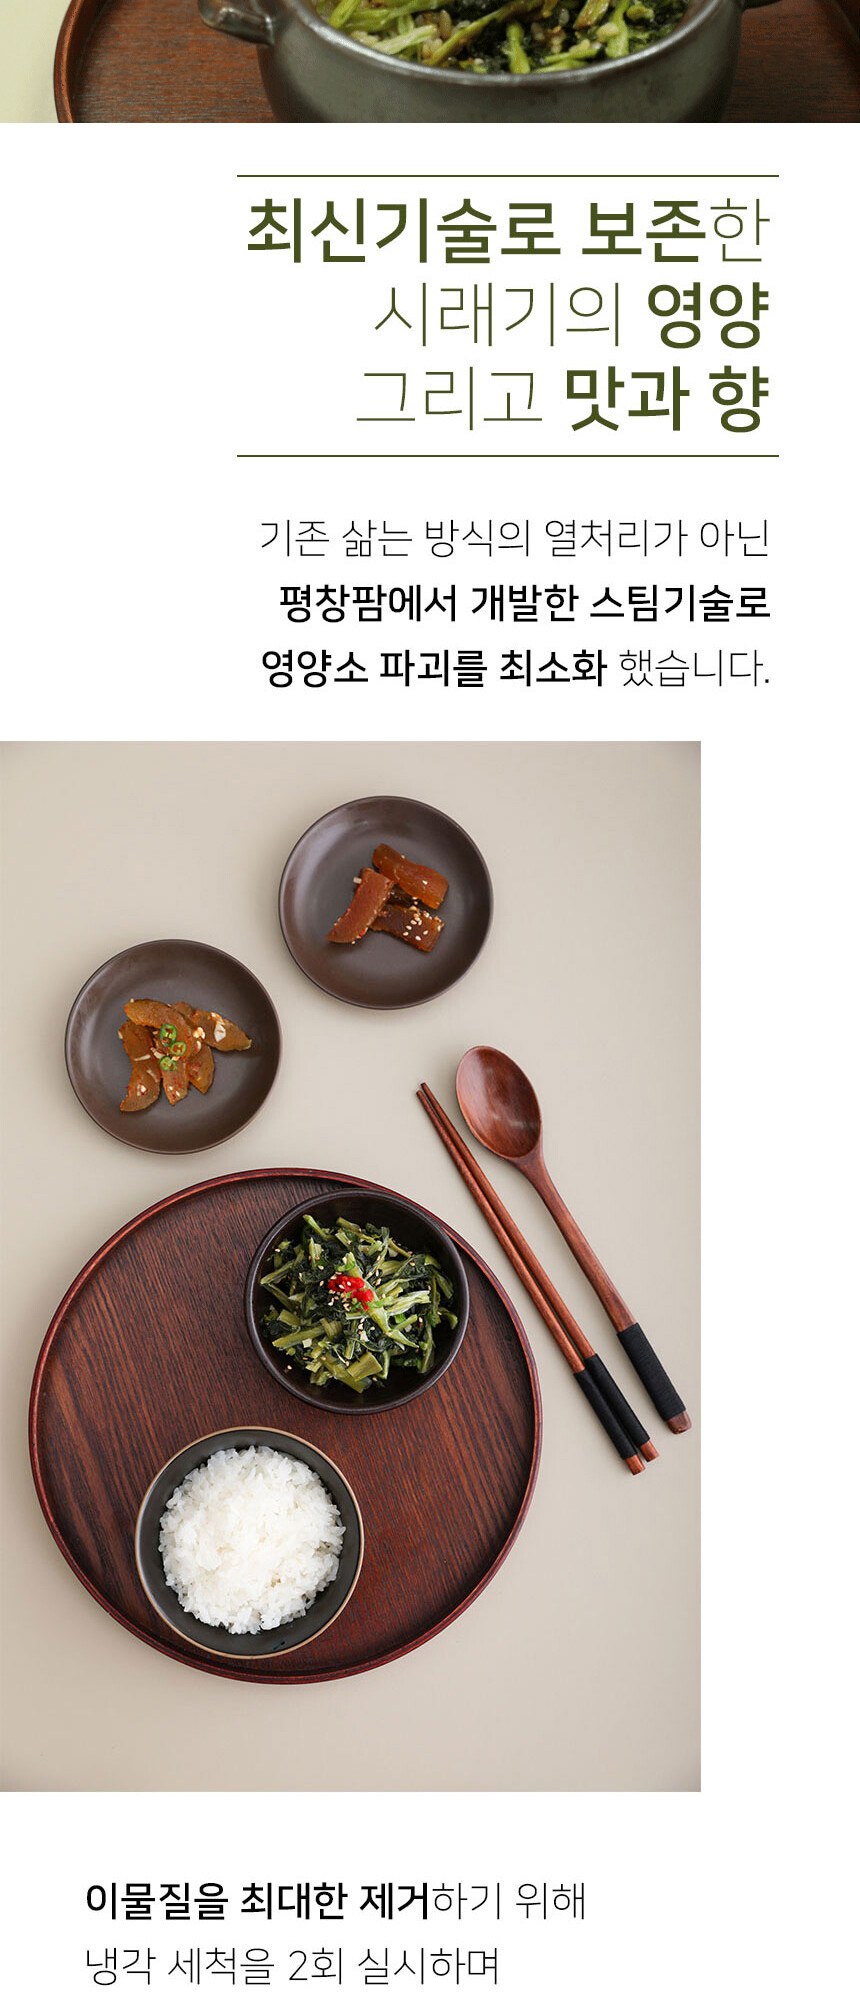 최신기술로 보존한
시래기의 영양
그리고 맛과 향
기존 삶는 방식의 열처리가 아닌
평창팜에서 개발한 스팀기술로
영양소 파괴를 최소화 했습니다.
이물질을 최대한 제거하기 위해
냉각 세척을 2회 실시하며